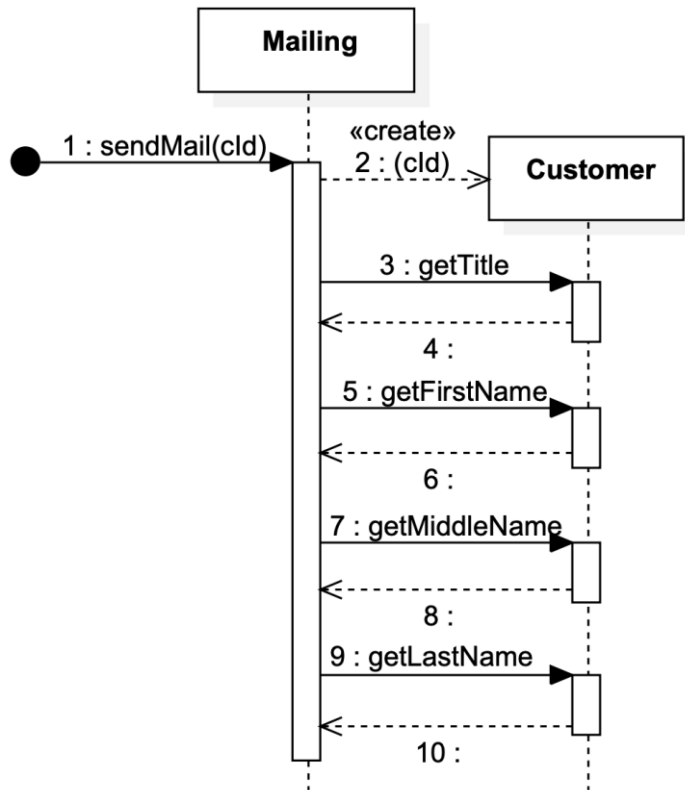 Mailing
1 : sendMail(cId)
«create»
2 : (cId)
Customer
3 : getTitle
4 :
5 : getFirstName
6 :
7 : getMiddleName
8 :
9 : getLastName
10 :